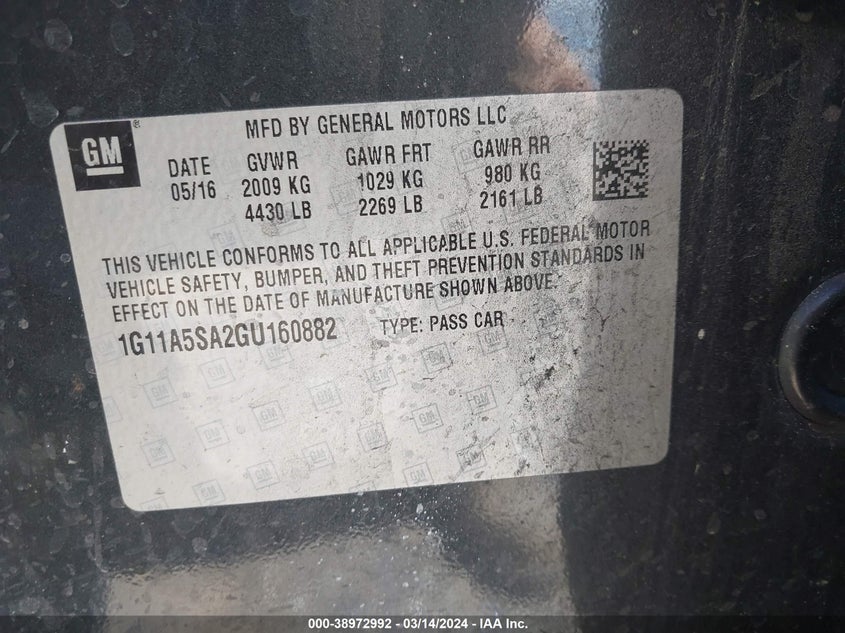 GM ®
MFD BY GENERAL MOTORS LLC
DATE GVWR GAWR FRT GAWR RR
05/16 2009 KG 1029 KG 980 KG
4430 LB 2269 LB 2161 LB
THIS VEHICLE CONFORMS TO ALL APPLICABLE U.S. FEDERAL MOTOR
VEHICLE SAFETY, BUMPER, AND THEFT PREVENTION STANDARDS IN
EFFECT ON THE DATE OF MANUFACTURE SHOWN ABOVE.
1G11A5SA2GU160882 TYPE: PASS CAR
000-38972992 - 03/14/2024 - IAA Inc.